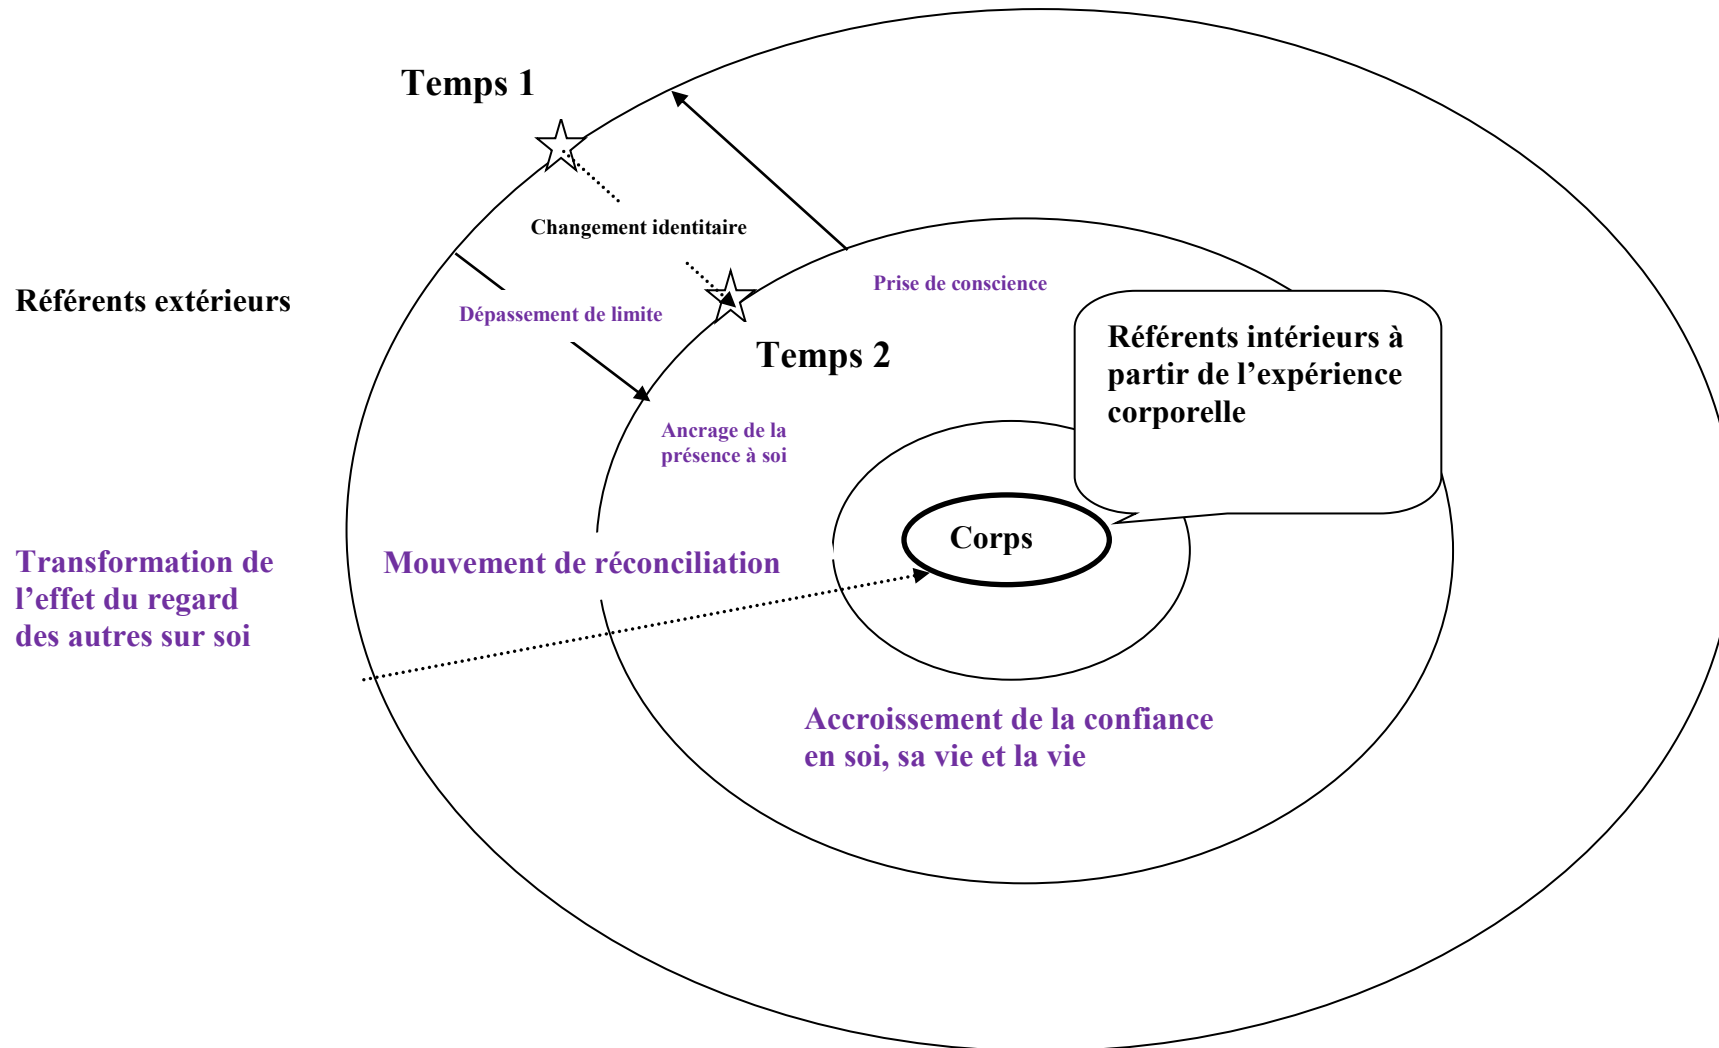 Temps 1
Changement identitaire
Prise de conscience
Référents extérieurs
Dépassement de limite
Temps 2
Référents intérieurs à
partir de l’expérience
corporelle
Ancrage de la
présence à soi
Corps
Transformation de
l’effet du regard
des autres sur soi
Mouvement de réconciliation
Accroissement de la confiance
en soi, sa vie et la vie